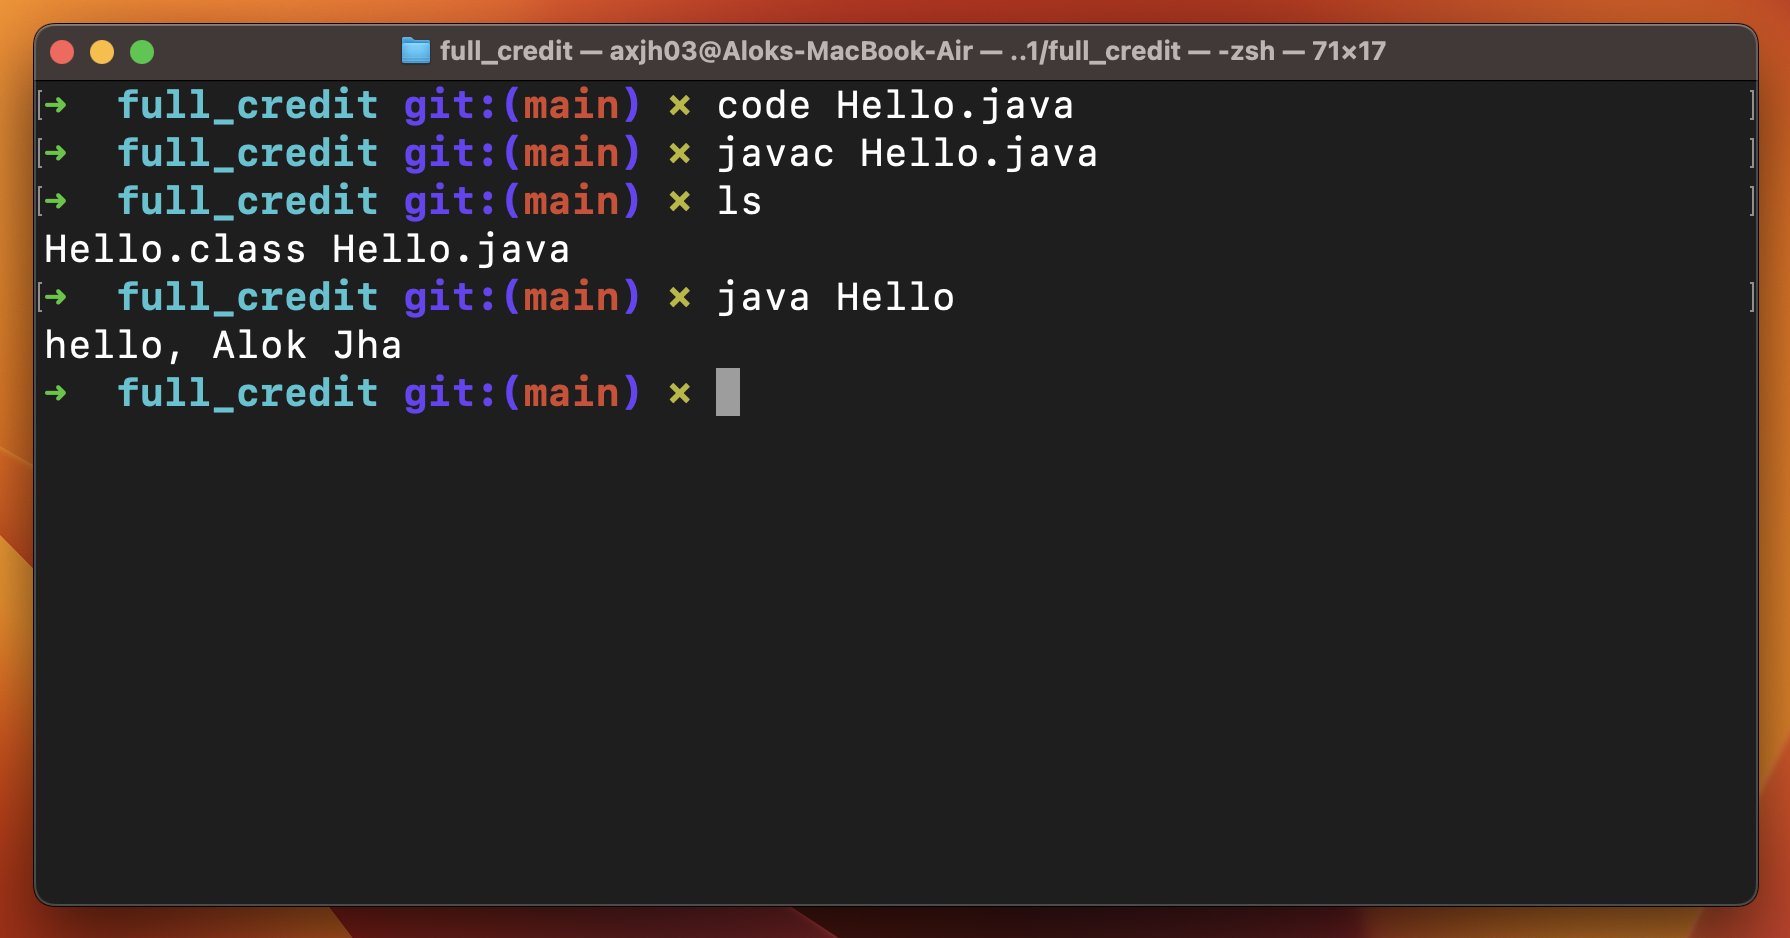 full_credit — axjh03@Aloks-MacBook-Air — ..1/full_credit — -zsh — 71×17
[➜  full_credit git:(main) ✗ code Hello.java ]
[➜  full_credit git:(main) ✗ javac Hello.java ]
[➜  full_credit git:(main) ✗ ls ]
Hello.class Hello.java
[➜  full_credit git:(main) ✗ java Hello ]
hello, Alok Jha
➜  full_credit git:(main) ✗